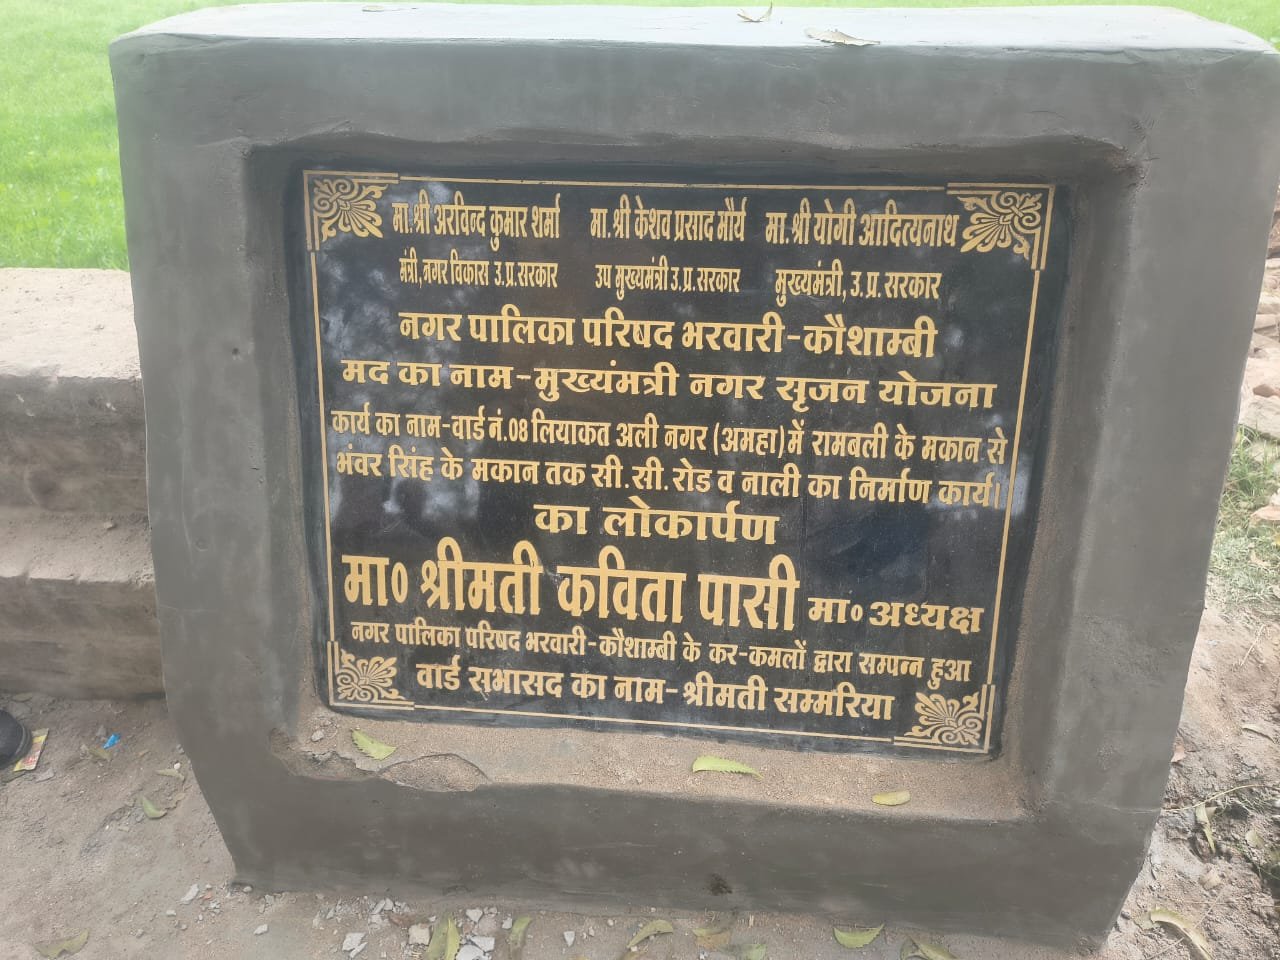 मा. श्री अरविन्द कुमार शर्मा मा. श्री केशव प्रसाद मौर्य मा. श्री योगी आदित्यनाथ
मंत्री, नगर विकास उ.प्र. सरकार उप मुख्यमंत्री उ.प्र. सरकार मुख्यमंत्री, उ.प्र. सरकार
नगर पालिका परिषद भरवारी-कौशाम्बी
मद का नाम-मुख्यंमत्री नगर सृजन योजना
कार्य का नाम-वार्ड नं.08 लियाकत अली नगर (अमहा) में रामबली के मकान से
भंवर सिंह के मकान तक सी.सी. रोड व नाली का निर्माण कार्य।
का लोकार्पण
मा० श्रीमती कविता पासी मा० अध्यक्ष
नगर पालिका परिषद भरवारी-कौशाम्बी के कर-कमलों द्वारा सम्पन्न हुआ
वार्ड सभासद का नाम-श्रीमती सम्मरिया